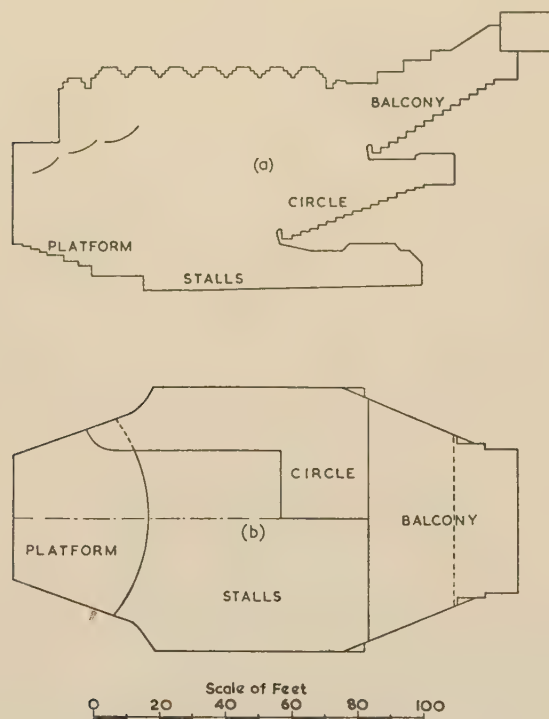 BALCONY
(a)
CIRCLE
PLATFORM
STALLS
CIRCLE
(b)
BALCONY
PLATFORM
STALLS
Scale of Feet
0 20 40 60 80 100